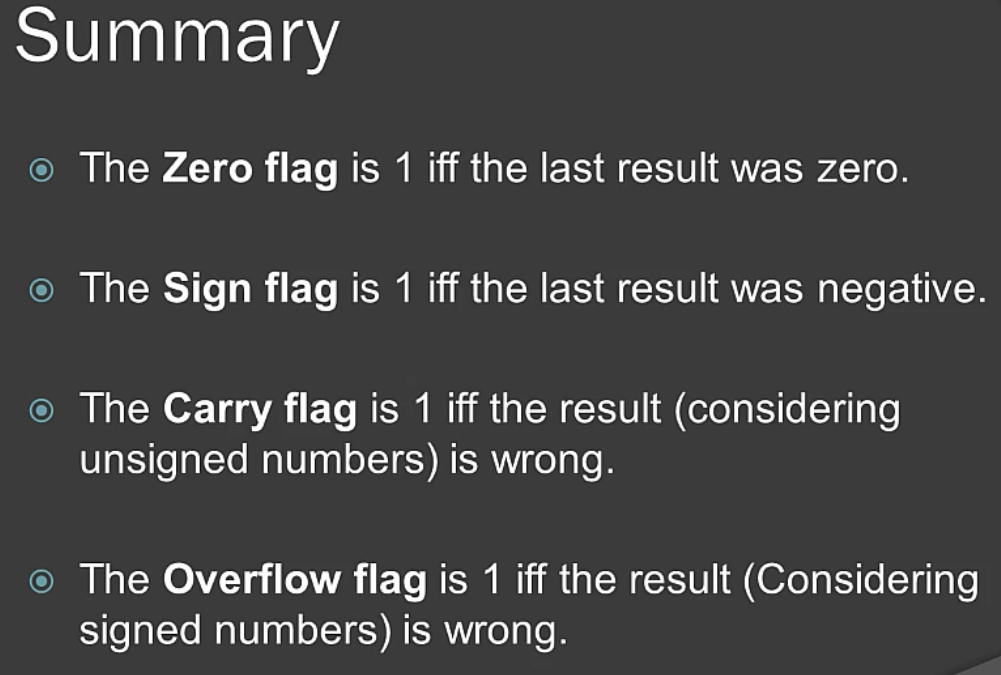 Summary
The Zero flag is 1 iff the last result was zero.
The Sign flag is 1 iff the last result was negative.
The Carry flag is 1 iff the result (considering
unsigned numbers) is wrong.
The Overflow flag is 1 iff the result (Considering
signed numbers) is wrong.